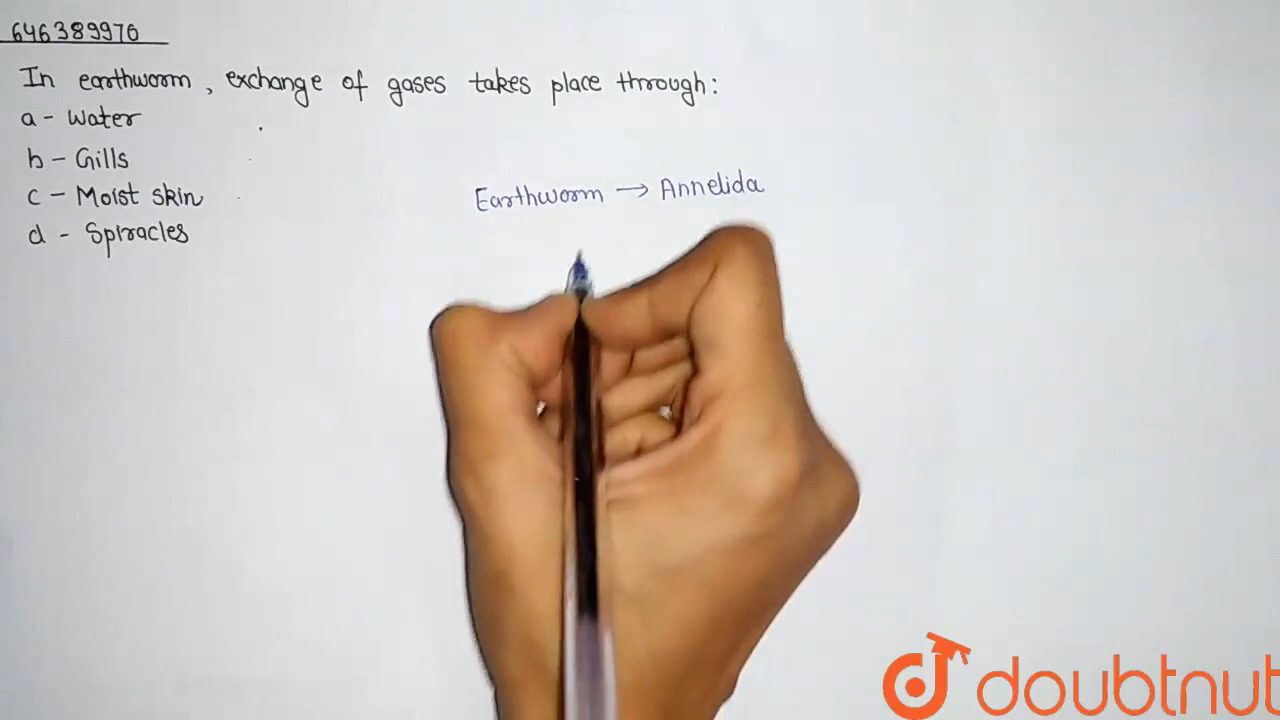 646389970
In earthworm, exchange of gases takes place through:
a - Water
b - Gills
c - Moist skin
d - Spiracles
Earthworm → Annelida
doubtnut